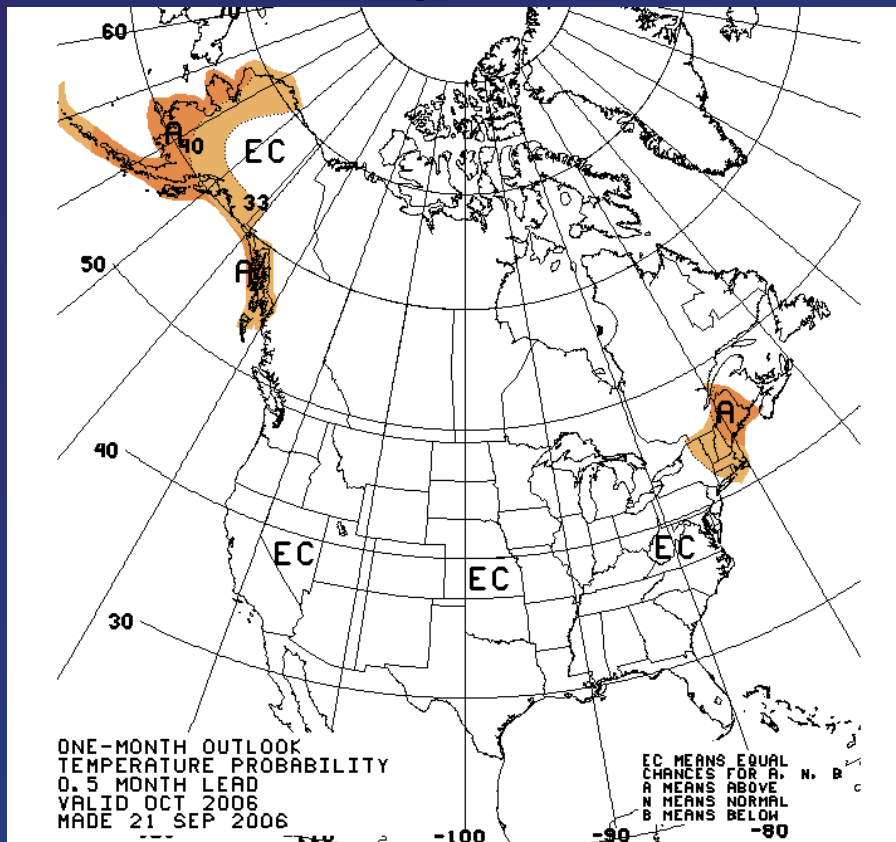 70
60
A
40
EC
33
50
A
A
40
EC
EC
EC
30
ONE-MONTH OUTLOOK
TEMPERATURE PROBABILITY
0.5 MONTH LEAD
VALID OCT 2006
MADE 21 SEP 2006
EC MEANS EQUAL
CHANCES FOR A, N, B
A MEANS ABOVE
N MEANS NORMAL
B MEANS BELOW
-100
-90
-80